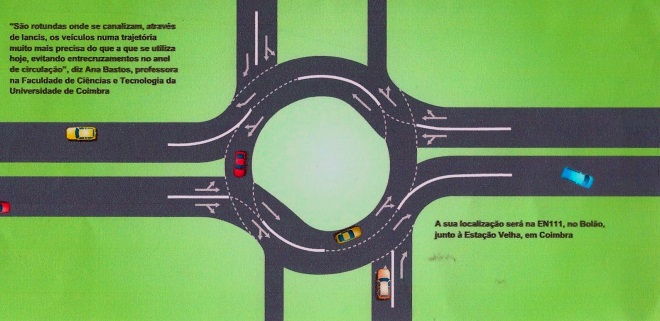 "São rotundas onde se canalizam, através
de lancis, os veículos numa trajetória
muito mais precisa do que a que se utiliza
hoje, evitando entrecruzamentos no anel
de circulação", diz Ana Bastos, professora
na Faculdade de Ciências e Tecnologia da
Universidade de Coimbra
A sua localização será na EN111, no Bolão,
junto à Estação Velha, em Coimbra